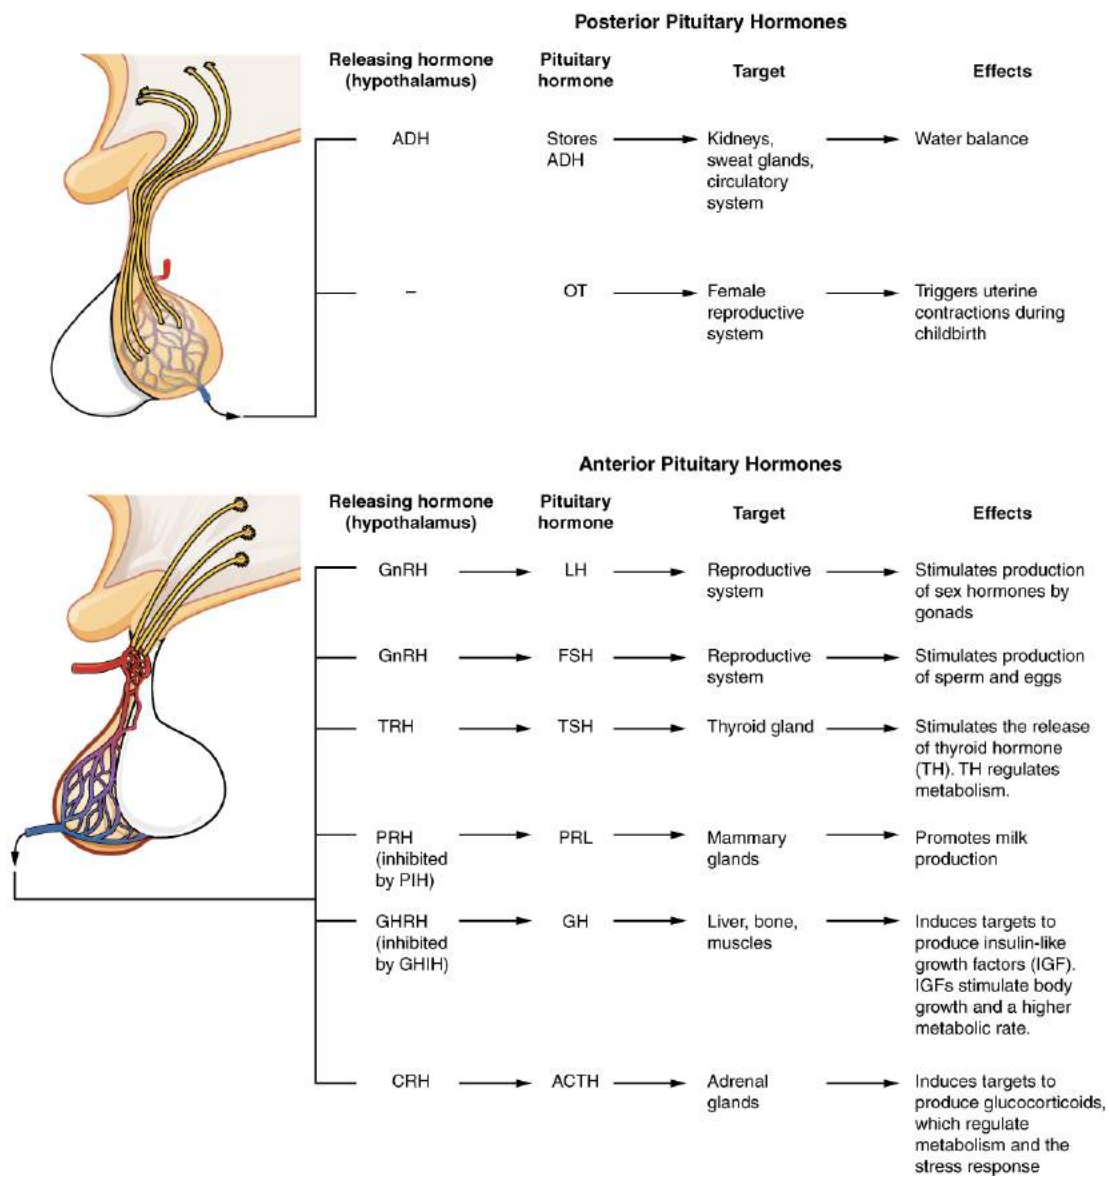 Posterior Pituitary Hormones
Releasing hormone
(hypothalamus)
Pituitary
hormone
Target
Effects
ADH
Stores
ADH
Kidneys,
sweat glands,
circulatory
system
Water balance
–
OT
Female
reproductive
system
Triggers uterine
contractions during
childbirth
Anterior Pituitary Hormones
Releasing hormone
(hypothalamus)
Pituitary
hormone
Target
Effects
GnRH
LH
Reproductive
system
Stimulates production
of sex hormones by
gonads
GnRH
FSH
Reproductive
system
Stimulates production
of sperm and eggs
TRH
TSH
Thyroid gland
Stimulates the release
of thyroid hormone
(TH). TH regulates
metabolism.
PRH
(inhibited
by PIH)
PRL
Mammary
glands
Promotes milk
production
GHRH
(inhibited
by GHIH)
GH
Liver, bone,
muscles
Induces targets to
produce insulin-like
growth factors (IGF).
IGFs stimulate body
growth and a higher
metabolic rate.
CRH
ACTH
Adrenal
glands
Induces targets to
produce glucocorticoids,
which regulate
metabolism and the
stress response